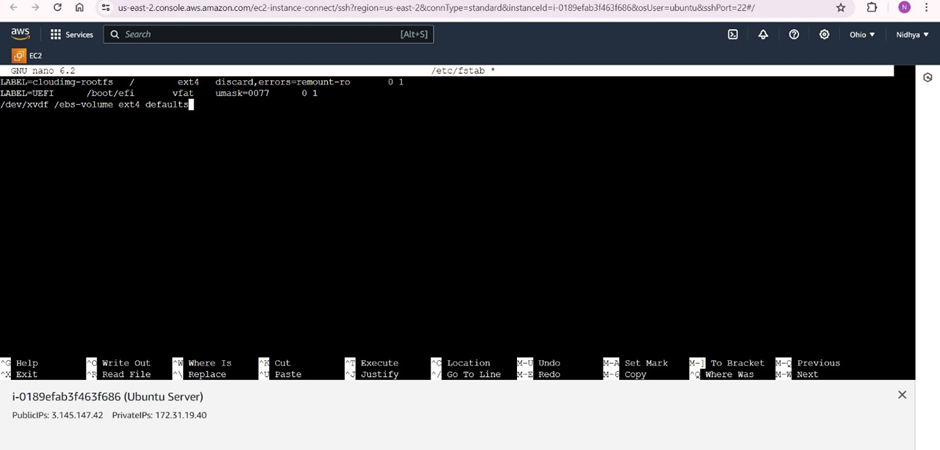 us-east-2.console.aws.amazon.com/ec2-instance-connect/ssh?region=us-east-2&connType=standard&instanceId=i-0189efab3f463f686&osUser=ubuntu&sshPort=22#/
N
aws Services Search [Alt+S] Ohio Nidhya
EC2
GNU nano 6.2 /etc/fstab *
LABEL=cloudimg-rootfs / ext4 discard,errors=remount-ro 0 1
LABEL=UEFI /boot/efi vfat umask=0077 0 1
/dev/xvdf /ebs-volume ext4 defaults
^G Help ^O Write Out ^W Where Is ^K Cut ^T Execute ^C Location M-U Undo M-A Set Mark M-] To Bracket M-Q Previous
^X Exit ^R Read File ^\ Replace ^U Paste ^J Justify ^/ Go To Line M-E Redo M-6 Copy ^Q Where Was M-W Next
i-0189efab3f463f686 (Ubuntu Server)
PublicIPs: 3.145.147.42 PrivateIPs: 172.31.19.40